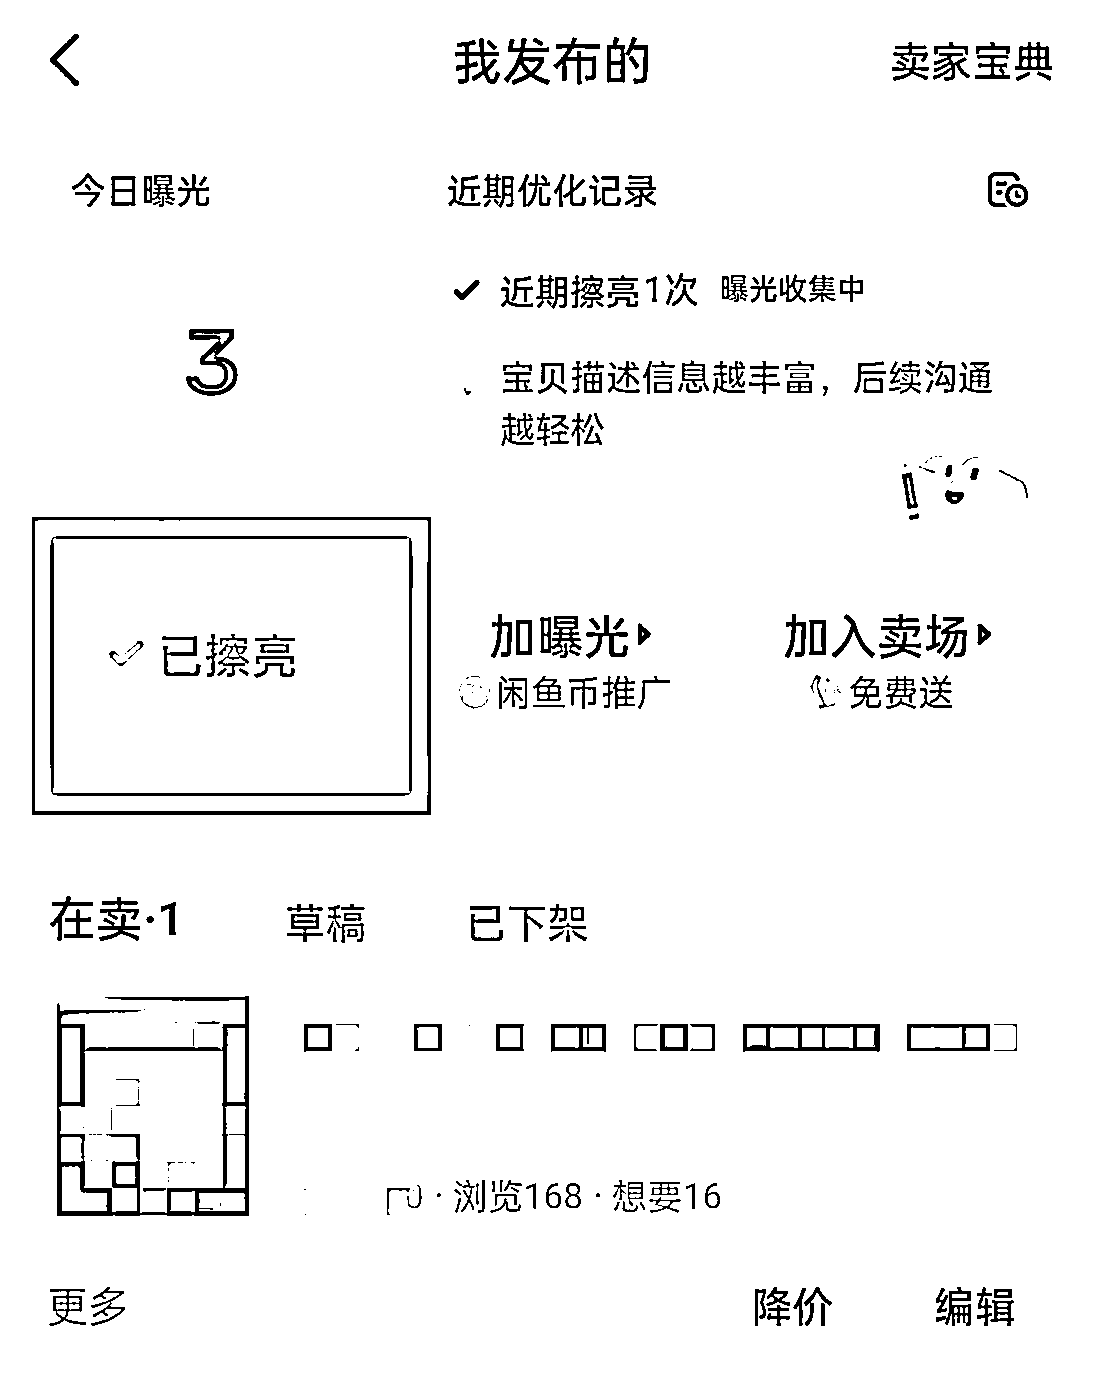 我发布的
卖家宝典
今日曝光
近期优化记录
3
近期擦亮1次 曝光收集中
宝贝描述信息越丰富，后续沟通
越轻松
已擦亮
加曝光
闲鱼币推广
加入卖场
免费送
在卖·1
草稿
已下架
· 浏览168 · 想要16
更多
降价
编辑